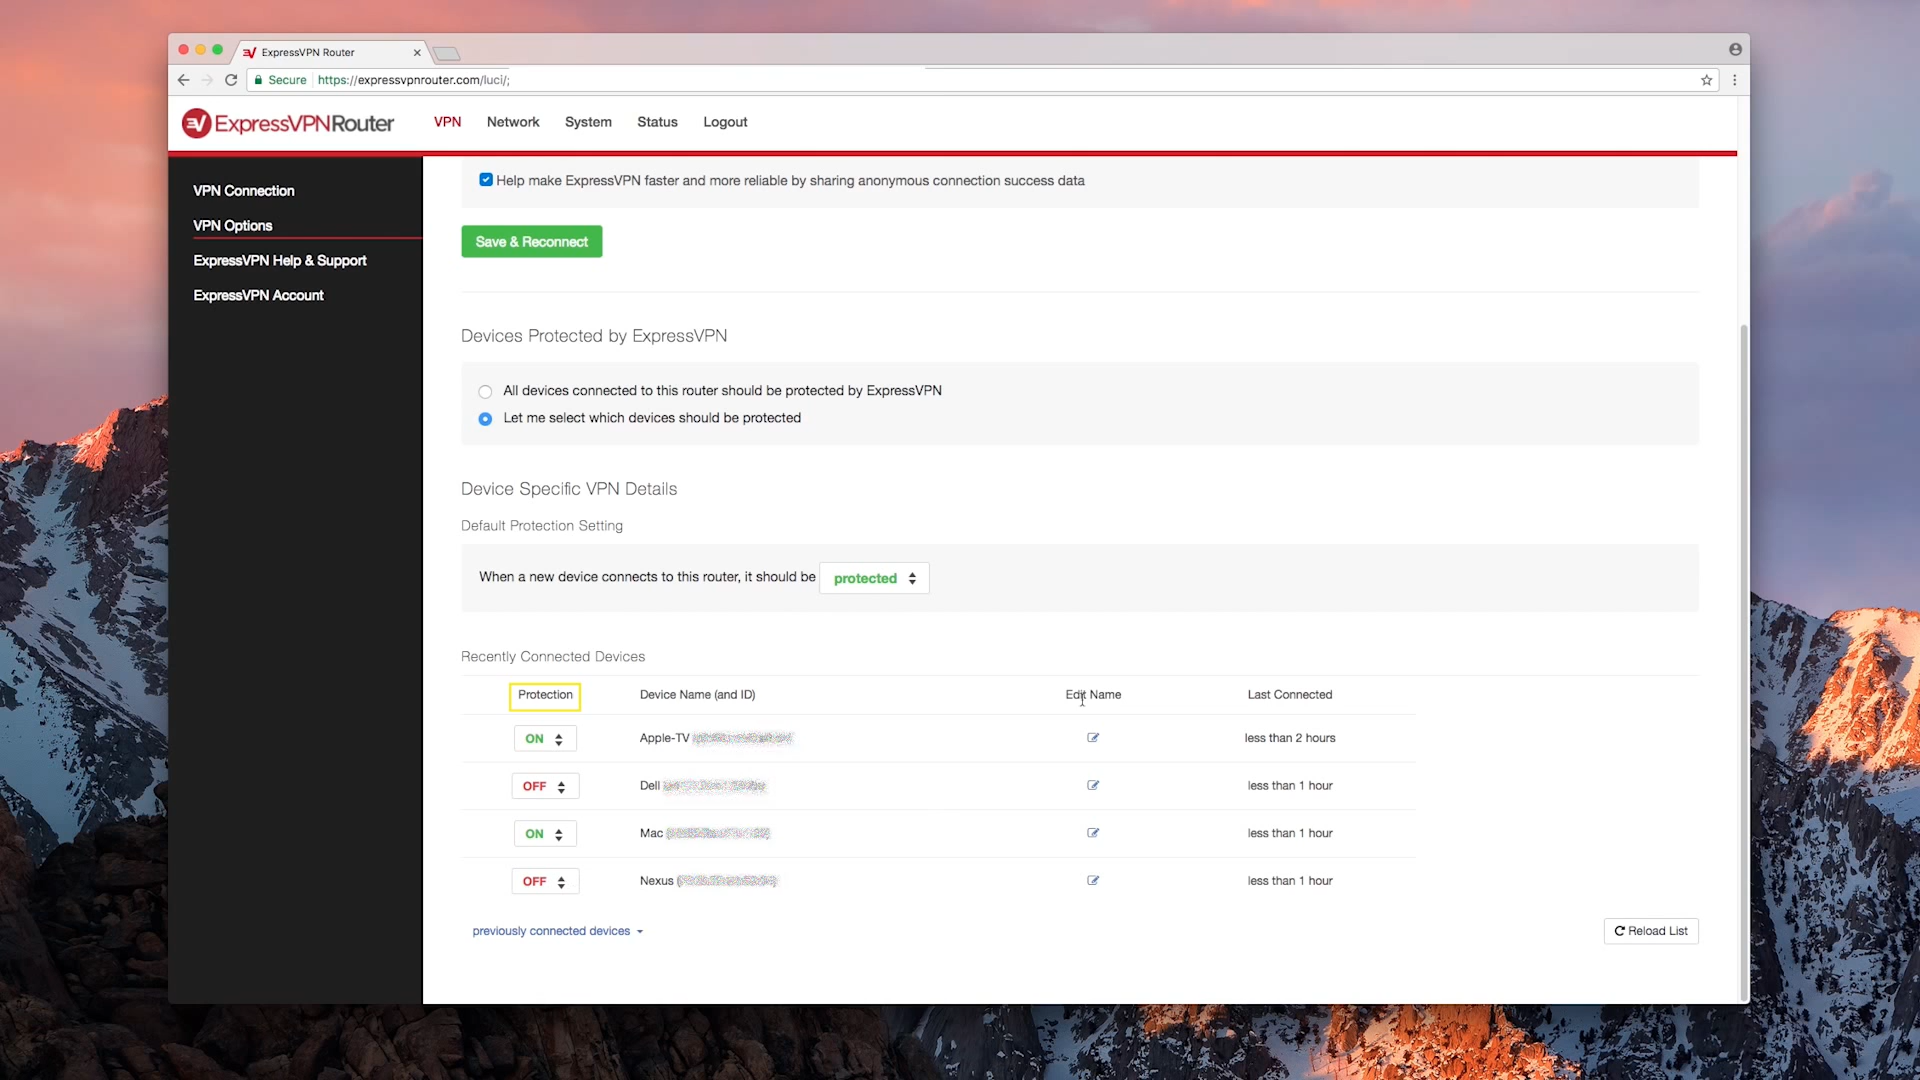 ExpressVPN Router
Secure https://expressvpnrouter.com/luci/;
ExpressVPNRouter VPN Network System Status Logout
VPN Connection
VPN Options
ExpressVPN Help & Support
ExpressVPN Account
Help make ExpressVPN faster and more reliable by sharing anonymous connection success data
Save & Reconnect
Devices Protected by ExpressVPN
All devices connected to this router should be protected by ExpressVPN
Let me select which devices should be protected
Device Specific VPN Details
Default Protection Setting
When a new device connects to this router, it should be protected
Recently Connected Devices
Protection Device Name (and ID) Edit Name Last Connected
ON Apple-TV less than 2 hours
OFF Dell less than 1 hour
ON Mac less than 1 hour
OFF Nexus less than 1 hour
previously connected devices Reload List